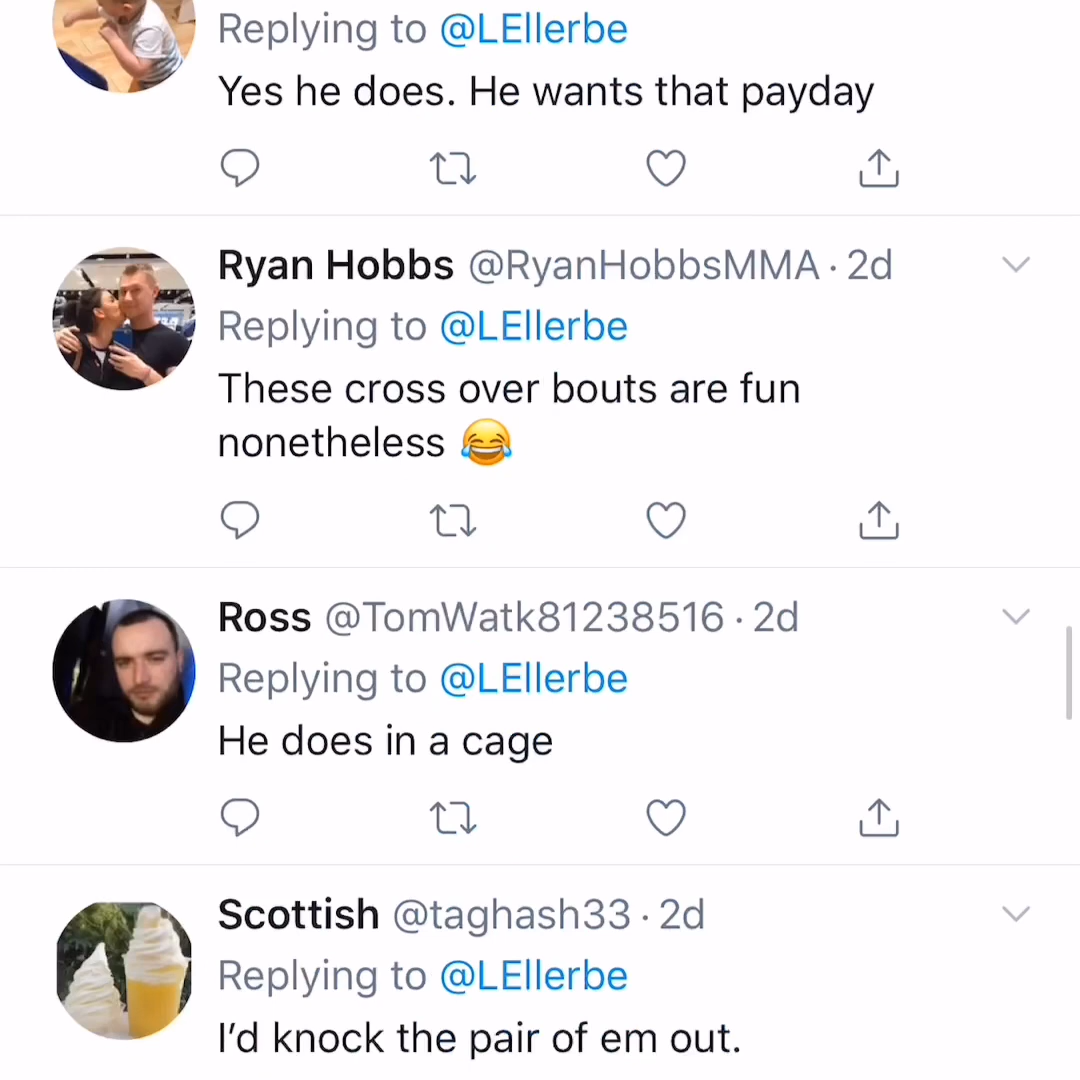 Replying to @LEllerbe
Yes he does. He wants that payday
Ryan Hobbs @RyanHobbsMMA · 2d
Replying to @LEllerbe
These cross over bouts are fun
nonetheless 😂
Ross @TomWatk81238516 · 2d
Replying to @LEllerbe
He does in a cage
Scottish @taghash33 · 2d
Replying to @LEllerbe
I’d knock the pair of em out.